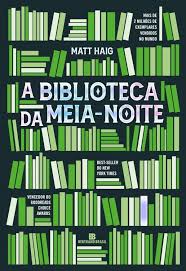 MAIS DE
2 MILHÕES DE
EXEMPLARES
VENDIDOS
NO MUNDO
MATT HAIG
A BIBLIOTECA
DA MEIA-NOITE
BEST-SELLER
DO NEW
YORK TIMES
VENCEDOR DO
GOODREADS
CHOICE
AWARDS
BERTRAND BRASIL